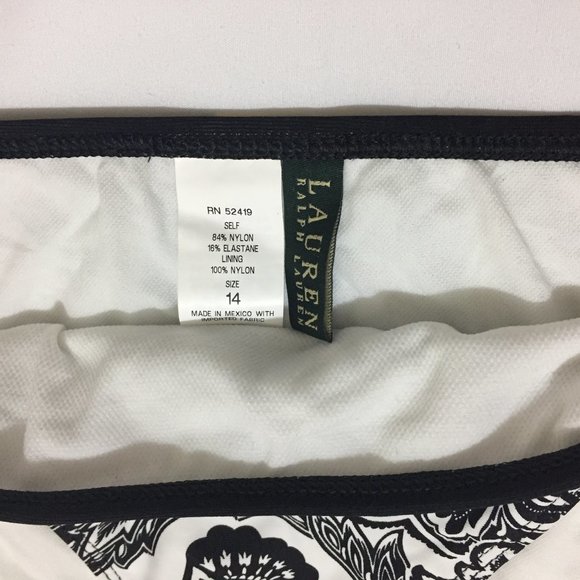 RN 52419
SELF
84% NYLON
16% ELASTANE
LINING
100% NYLON
SIZE
14
MADE IN MEXICO WITH
IMPORTED FABRIC
LAUREN
RALPH LAUREN